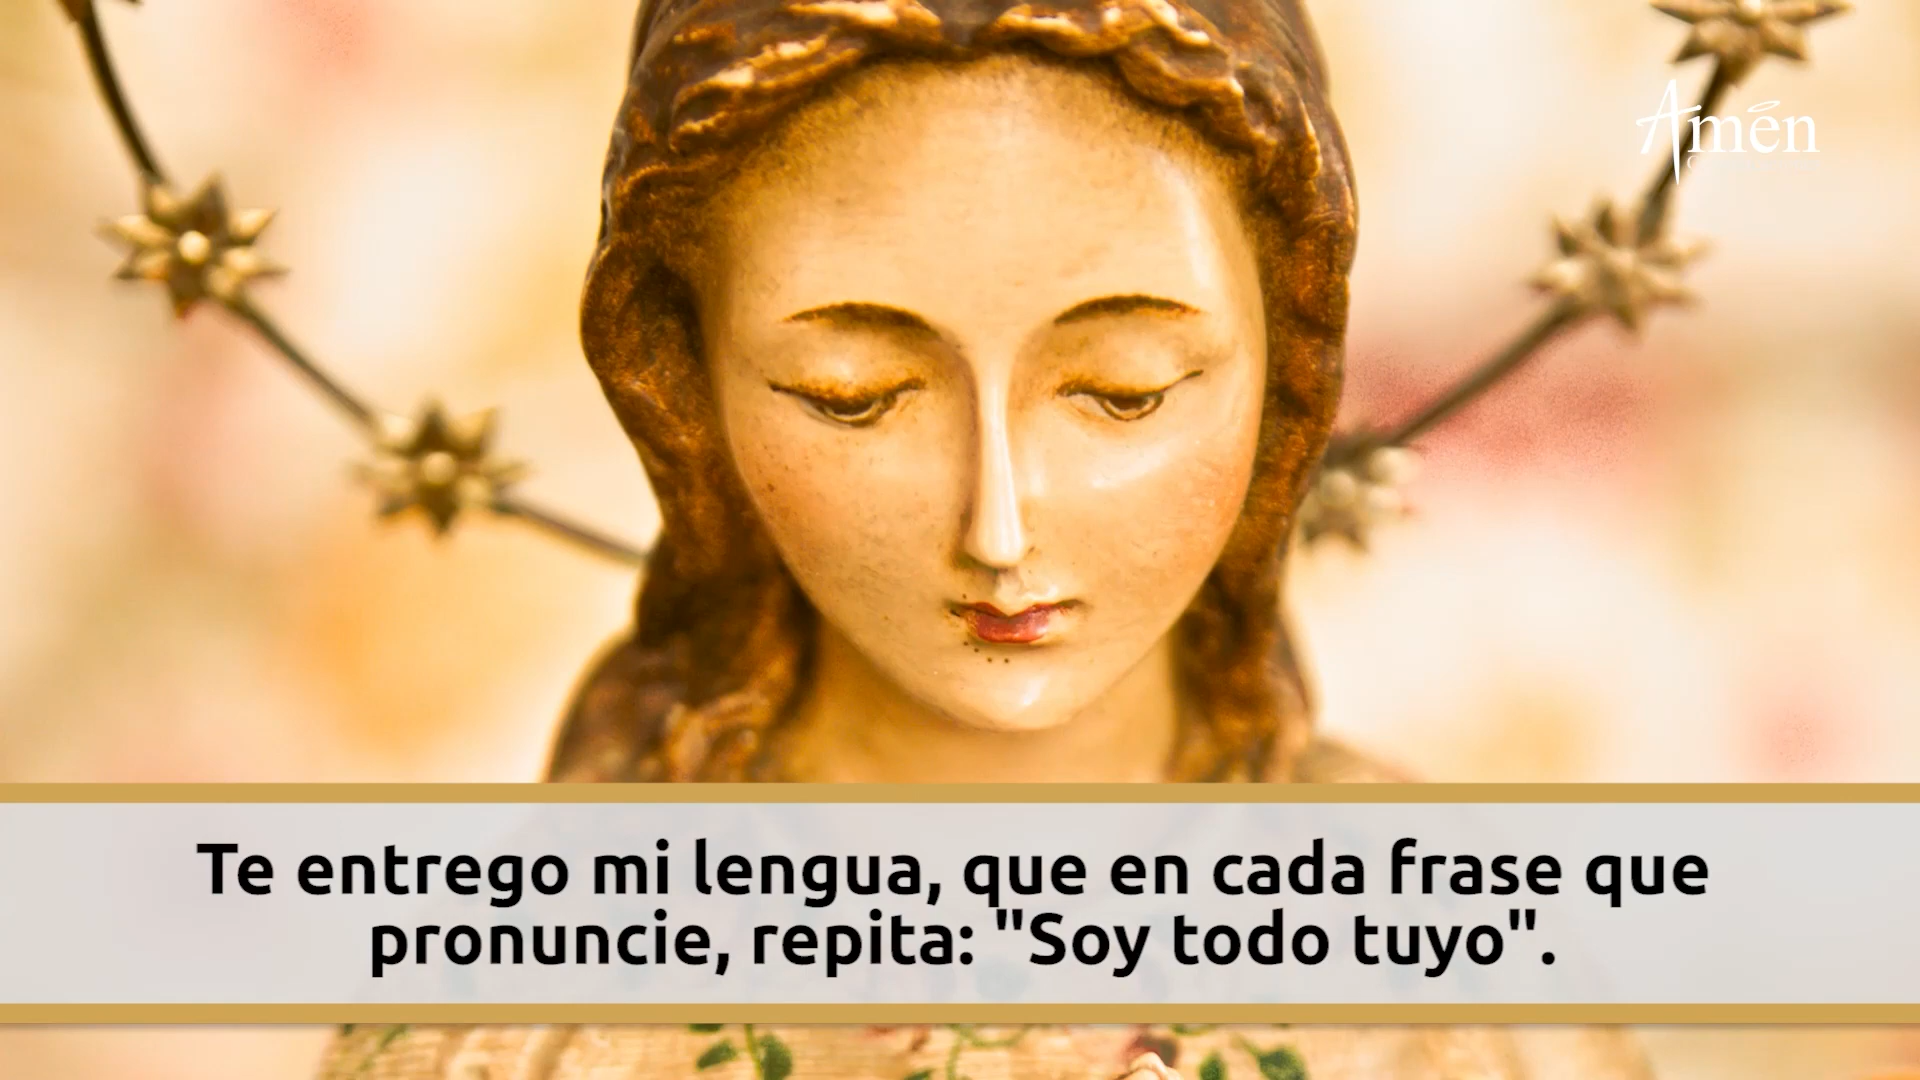 Amén
Te entrego mi lengua, que en cada frase que
pronuncie, repita: "Soy todo tuyo".